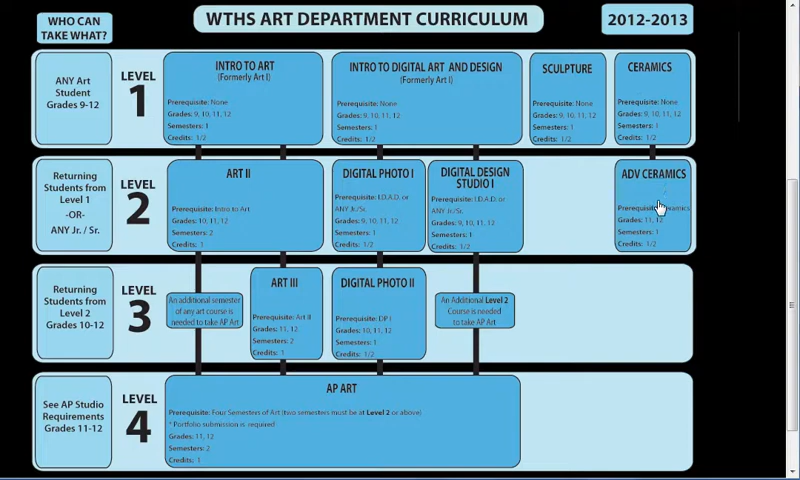 WHO CAN
TAKE WHAT?
WTHS ART DEPARTMENT CURRICULUM
2012-2013
ANY Art
Student
Grades 9-12
LEVEL
1
INTRO TO ART
(Formerly Art I)
Prerequisite: None
Grades: 9, 10, 11, 12
Semesters: 1
Credits: 1/2
INTRO TO DIGITAL ART AND DESIGN
(Formerly Art I)
Prerequisite: None
Grades: 9, 10, 11, 12
Semesters: 1
Credits: 1/2
SCULPTURE
Prerequisite: None
Grades: 9, 10, 11, 12
Semesters: 1
Credits: 1/2
CERAMICS
Prerequisite: None
Grades: 9, 10, 11, 12
Semesters: 1
Credits: 1/2
Returning
Students from
Level 1
-OR-
ANY Jr. / Sr.
LEVEL
2
ART II
Prerequisite: Intro to Art
Grades: 10, 11, 12
Semesters: 2
Credits: 1
DIGITAL PHOTO I
Prerequisite: I.D.A.D. or
ANY Jr./Sr.
Grades: 9, 10, 11, 12
Semesters: 1
Credits: 1/2
DIGITAL DESIGN
STUDIO I
Prerequisite: I.D.A.D. or
ANY Jr./Sr.
Grades: 9, 10, 11, 12
Semesters: 1
Credits: 1/2
ADV CERAMICS
Prerequisite: Ceramics
Grades: 11, 12
Semesters: 1
Credits: 1/2
Returning
Students from
Level 2
Grades 10-12
LEVEL
3
An additional semester
of any art course is
needed to take AP Art
ART III
Prerequisite: Art II
Grades: 11, 12
Semesters: 2
Credits: 1
DIGITAL PHOTO II
Prerequisite: DP I
Grades: 10, 11, 12
Semesters: 1
Credits: 1/2
An Additional Level 2
Course is needed
to take AP Art
See AP Studio
Requirements
Grades 11-12
LEVEL
4
AP ART
Prerequisite: Four Semesters of Art (two semesters must be at Level 2 or above)
* Portfolio submission is required
Grades: 11, 12
Semesters: 2
Credits: 1